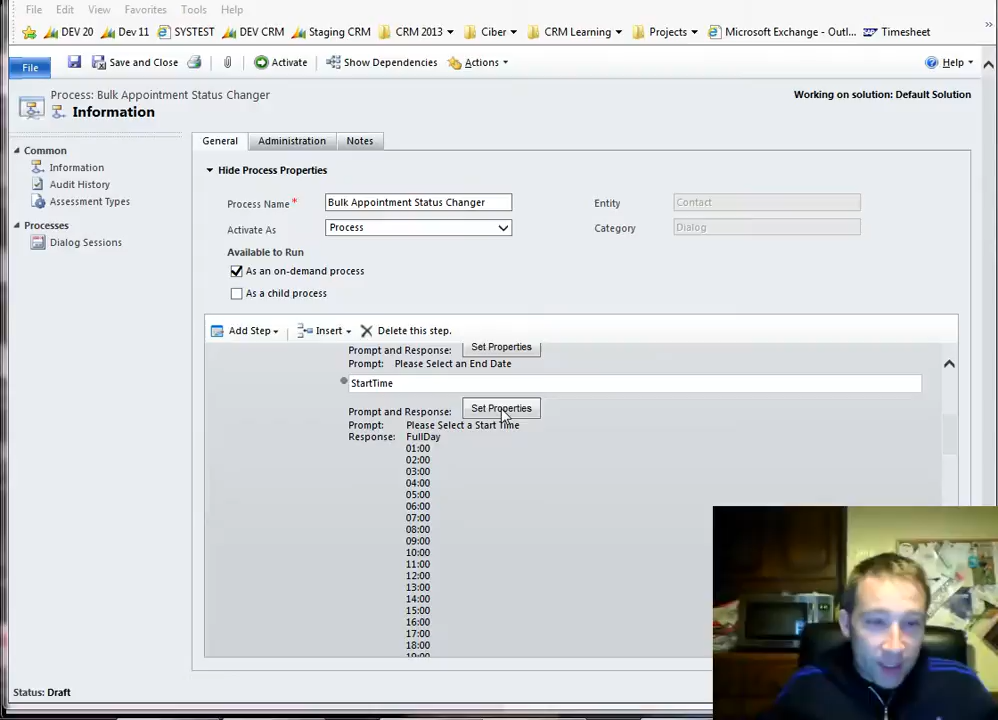 File Edit View Favorites Tools Help
DEV 20 Dev 11 SYSTEST DEV CRM Staging CRM CRM 2013 Ciber CRM Learning Projects Microsoft Exchange - Outl... Timesheet
File Save and Close Activate Show Dependencies Actions Help
Process: Bulk Appointment Status Changer
Information
Working on solution: Default Solution
Common
Information
Audit History
Assessment Types
Processes
Dialog Sessions
General Administration Notes
Hide Process Properties
Process Name* Bulk Appointment Status Changer Entity Contact
Activate As Process Category Dialog
Available to Run
As an on-demand process
As a child process
Add Step Insert Delete this step.
Prompt and Response: Set Properties
Prompt: Please Select an End Date
StartTime
Prompt and Response: Set Properties
Prompt: Please Select a Start Time
Response: FullDay
01:00
02:00
03:00
04:00
05:00
06:00
07:00
08:00
09:00
10:00
11:00
12:00
13:00
14:00
15:00
16:00
17:00
18:00
19:00
Status: Draft